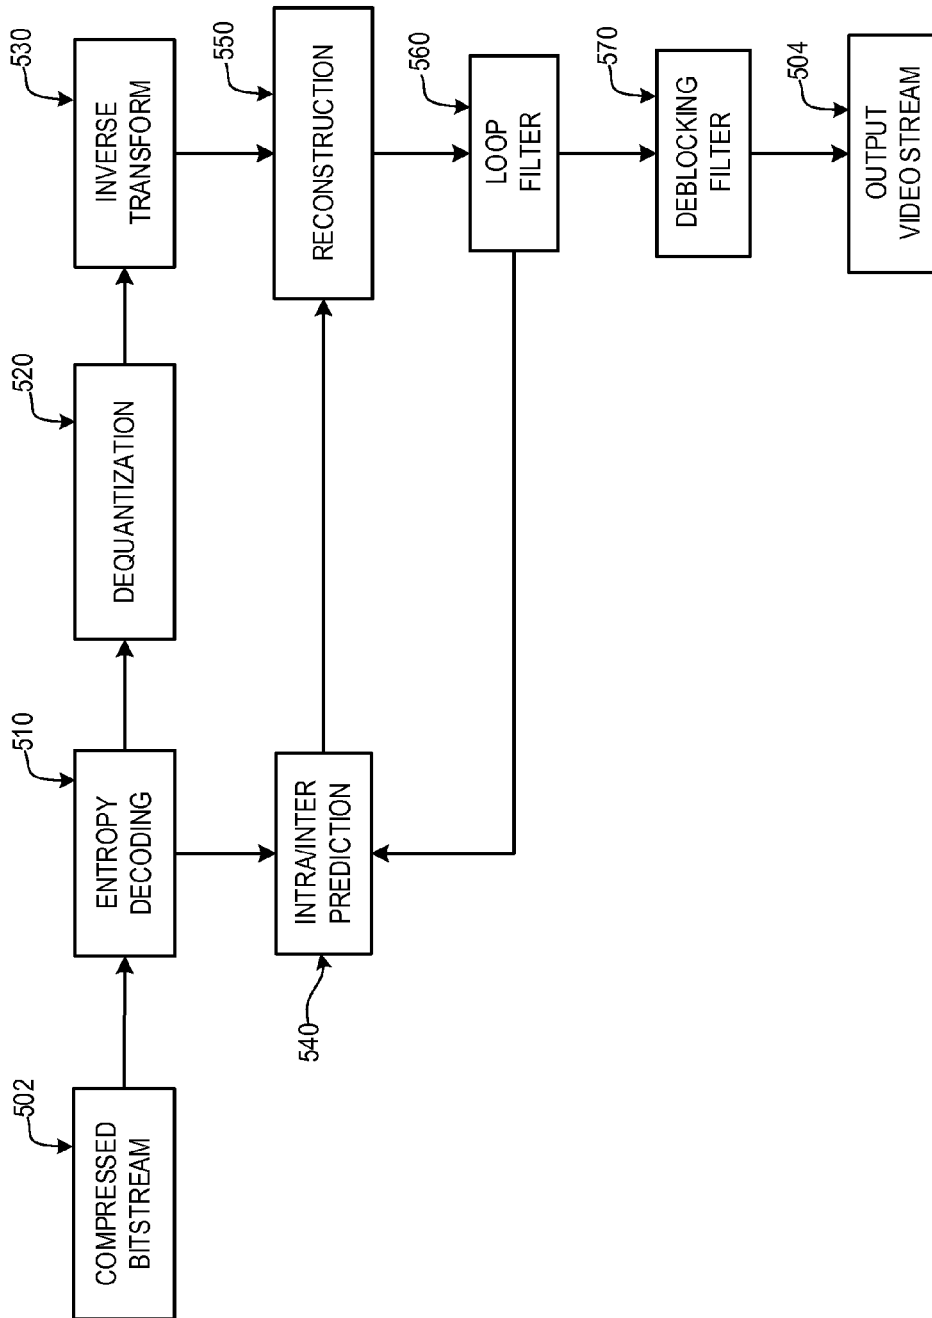 502
COMPRESSED
BITSTREAM
510
ENTROPY
DECODING
520
DEQUANTIZATION
530
INVERSE
TRANSFORM
540
INTRA/INTER
PREDICTION
550
RECONSTRUCTION
560
LOOP
FILTER
570
DEBLOCKING
FILTER
504
OUTPUT
VIDEO STREAM